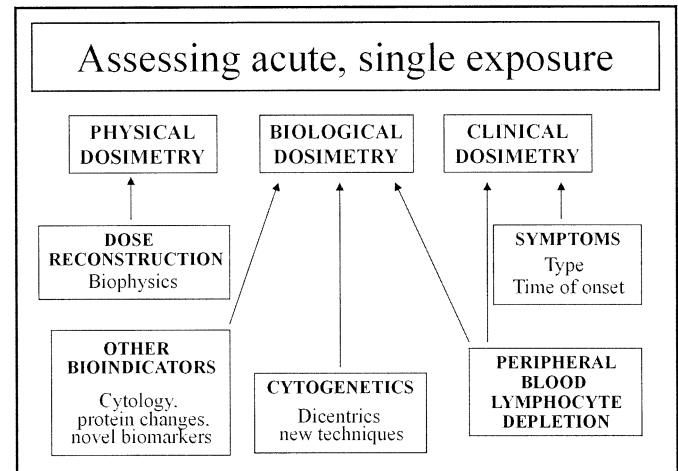 Assessing acute, single exposure
PHYSICAL
DOSIMETRY
BIOLOGICAL
DOSIMETRY
CLINICAL
DOSIMETRY
DOSE
RECONSTRUCTION
Biophysics
SYMPTOMS
Type
Time of onset
OTHER
BIOINDICATORS
Cytology,
protein changes,
novel biomarkers
CYTOGENETICS
Dicentrics
new techniques
PERIPHERAL
BLOOD
LYMPHOCYTE
DEPLETION